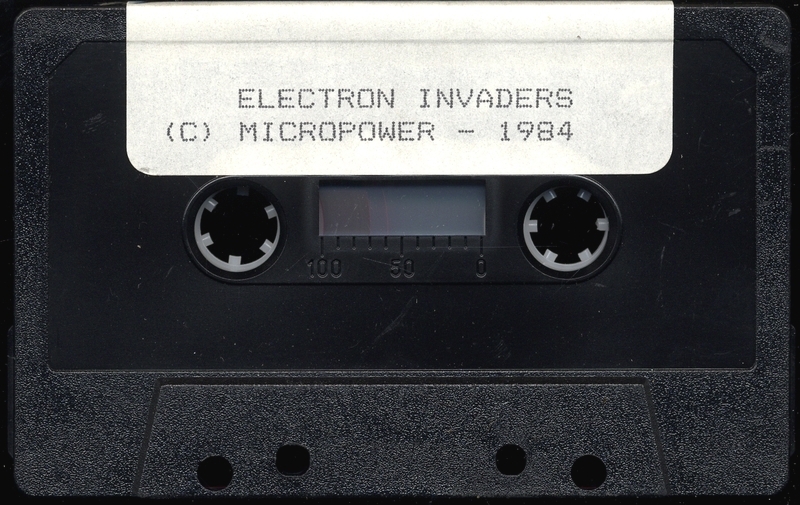 ELECTRON INVADERS
(C) MICROPOWER - 1984
100 50 0